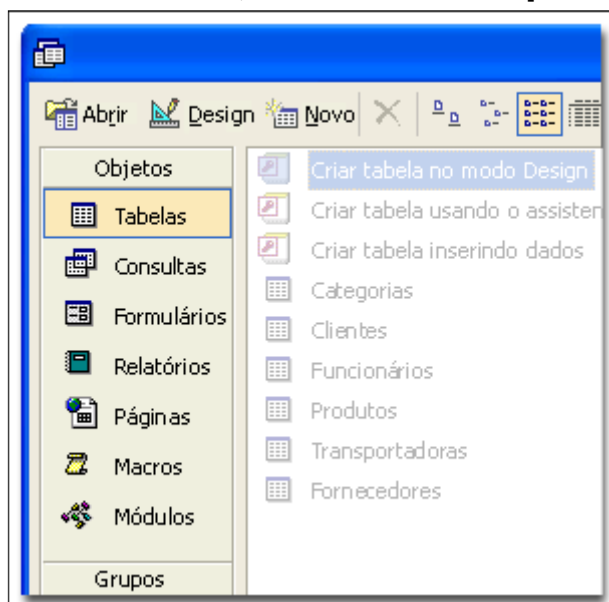 Abrir Design Novo
Objetos
Tabelas
Consultas
Formulários
Relatórios
Páginas
Macros
Módulos
Grupos
Criar tabela no modo Design
Criar tabela usando o assisten
Criar tabela inserindo dados
Categorias
Clientes
Funcionários
Produtos
Transportadoras
Fornecedores